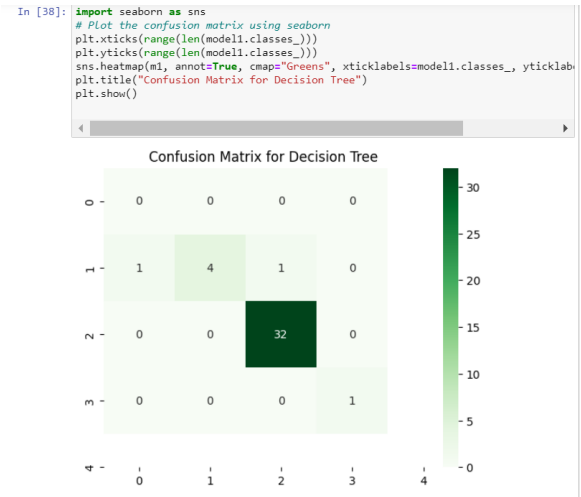 In [38]: import seaborn as sns
# Plot the confusion matrix using seaborn
plt.xticks(range(len(model1.classes_)))
plt.yticks(range(len(model1.classes_)))
sns.heatmap(m1, annot=True, cmap="Greens", xticklabels=model1.classes_, yticklab
plt.title("Confusion Matrix for Decision Tree")
plt.show()
Confusion Matrix for Decision Tree
0 0 0 0 0
1 1 4 1 0
2 0 0 32 0
3 0 0 0 1
4
0 1 2 3 4
30
25
20
15
10
5
0